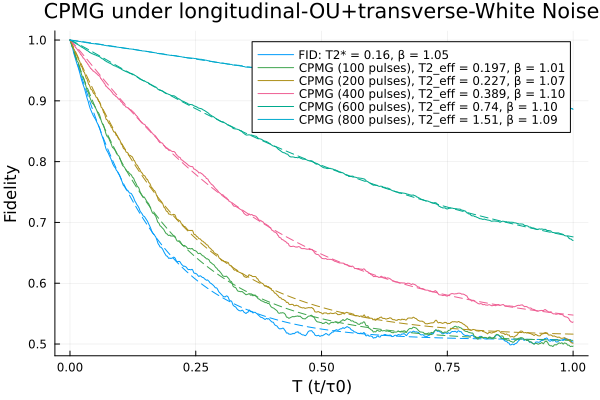 CPMG under longitudinal-OU+transverse-White Noise
FID: T2* = 0.16, β = 1.05
CPMG (100 pulses), T2_eff = 0.197, β = 1.01
CPMG (200 pulses), T2_eff = 0.227, β = 1.07
CPMG (400 pulses), T2_eff = 0.389, β = 1.10
CPMG (600 pulses), T2_eff = 0.74, β = 1.10
CPMG (800 pulses), T2_eff = 1.51, β = 1.09
Fidelity
1.0
0.9
0.8
0.7
0.6
0.5
0.00
0.25
0.50
0.75
1.00
T (t/τ0)